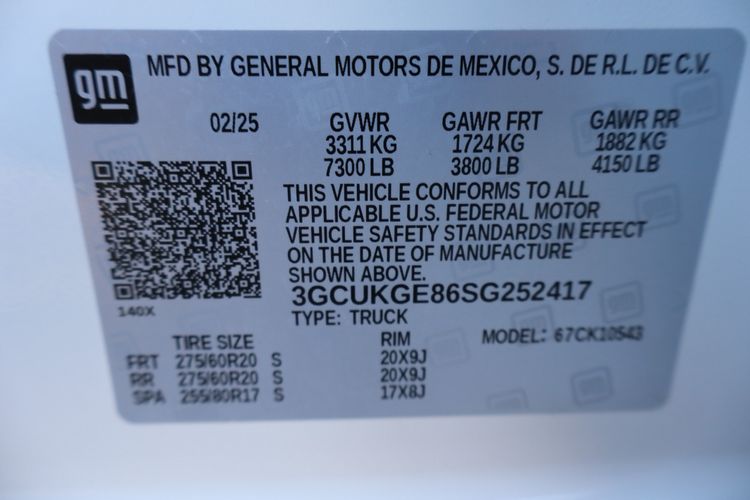 gm
MFD BY GENERAL MOTORS DE MEXICO, S. DE R.L. DE C.V.
02/25 GVWR GAWR FRT GAWR RR
3311 KG 1724 KG 1882 KG
7300 LB 3800 LB 4150 LB
THIS VEHICLE CONFORMS TO ALL
APPLICABLE U.S. FEDERAL MOTOR
VEHICLE SAFETY STANDARDS IN EFFECT
ON THE DATE OF MANUFACTURE
SHOWN ABOVE.
3GCUKGE86SG252417
140X
TYPE: TRUCK
TIRE SIZE RIM MODEL: 67CK10543
FRT 275/60R20 S 20X9J
RR 275/60R20 S 20X9J
SPA 255/80R17 S 17X8J